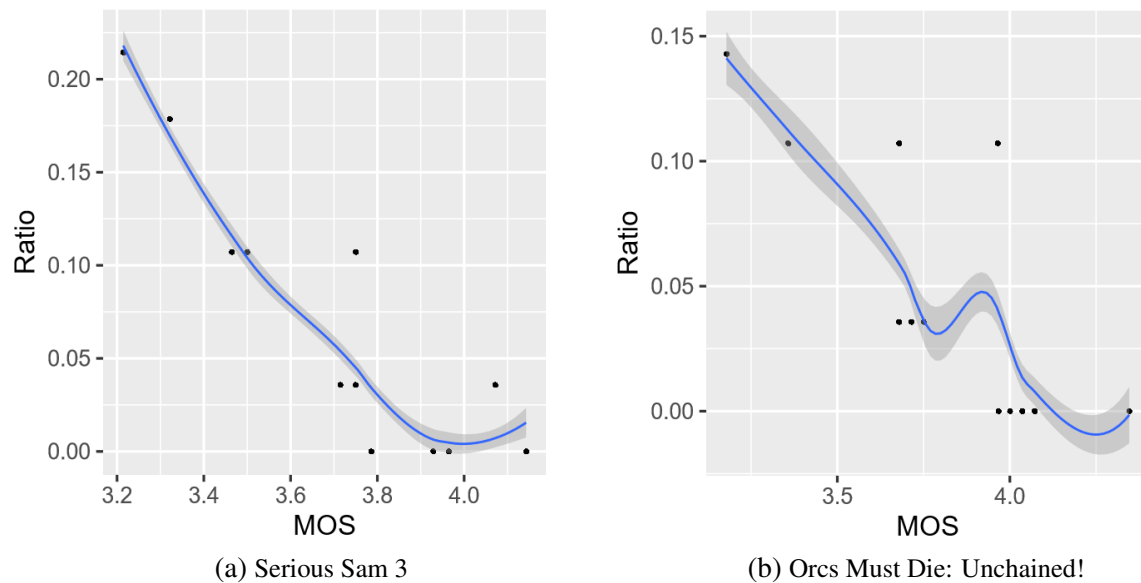 0.20
0.15
0.10
0.05
0.00
Ratio
3.2 3.4 3.6 3.8 4.0
MOS
(a) Serious Sam 3
0.15
0.10
0.05
0.00
Ratio
3.5 4.0
MOS
(b) Orcs Must Die: Unchained!